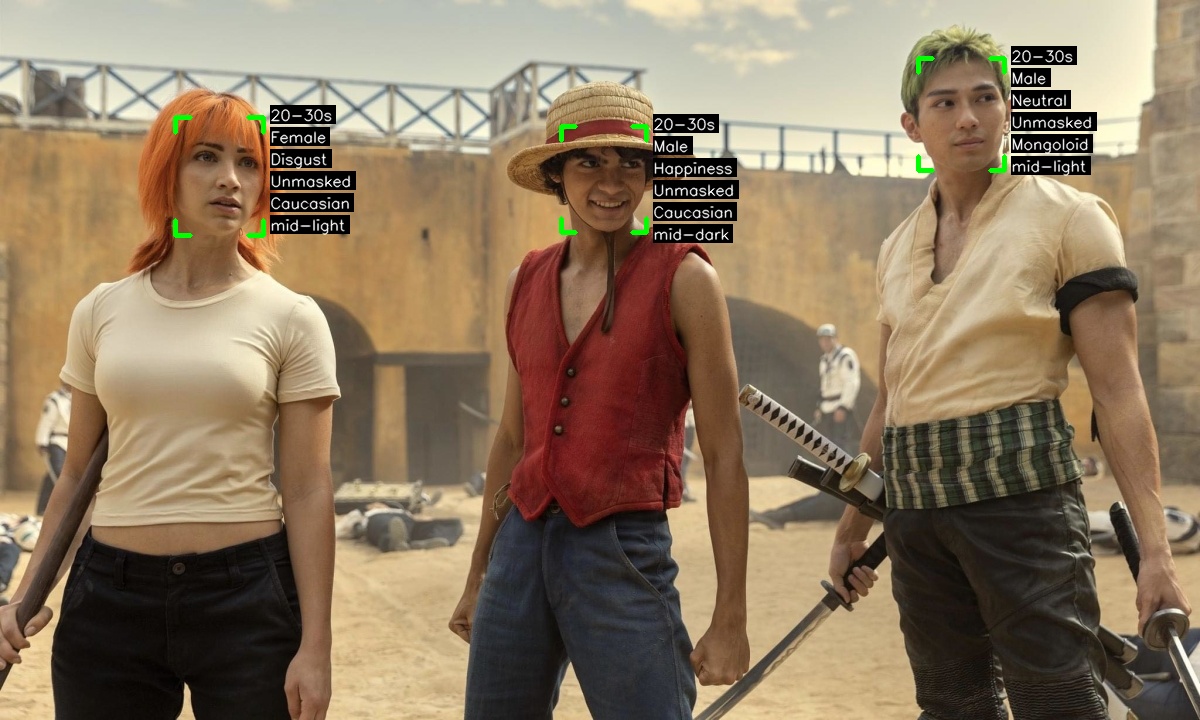 20-30s
Female
Disgust
Unmasked
Caucasian
mid-light
20-30s
Male
Happiness
Unmasked
Caucasian
mid-dark
20-30s
Male
Neutral
Unmasked
Mongoloid
mid-light